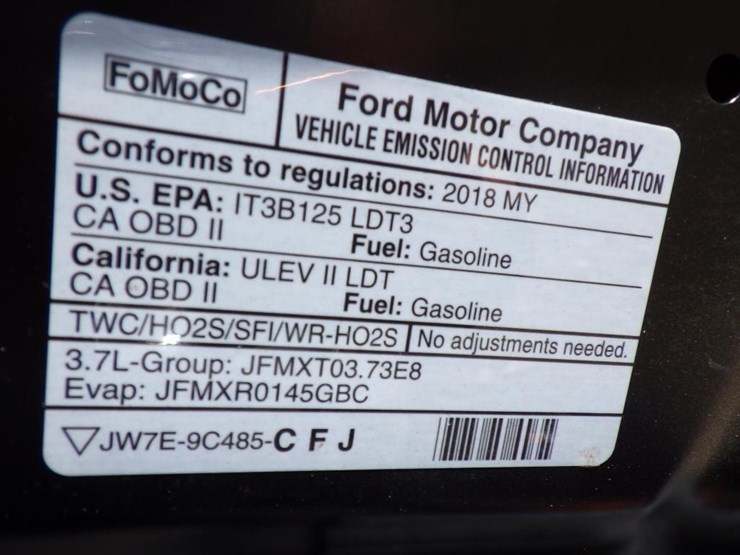 FoMoCo
Ford Motor Company
VEHICLE EMISSION CONTROL INFORMATION
Conforms to regulations: 2018 MY
U.S. EPA: IT3B125 LDT3
CA OBD II Fuel: Gasoline
California: ULEV II LDT
CA OBD II Fuel: Gasoline
TWC/HO2S/SFI/WR-HO2S No adjustments needed.
3.7L-Group: JFMXT03.73E8
Evap: JFMXR0145GBC
JW7E-9C485-C F J